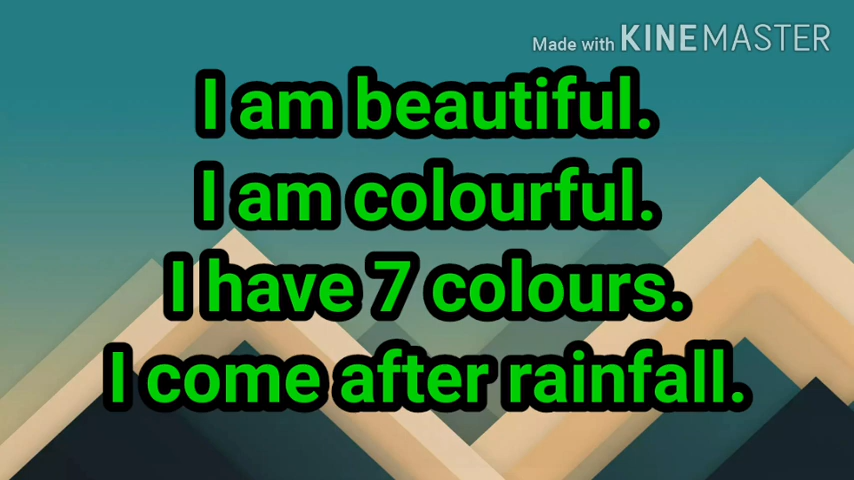 Made with KINEMASTER
I am beautiful.
I am colourful.
I have 7 colours.
I come after rainfall.